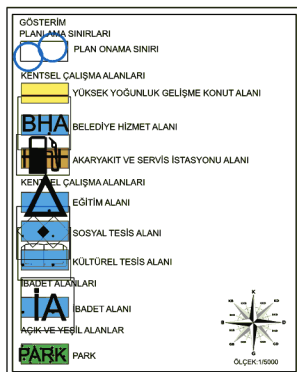 GÖSTERİM
PLANLAMA SINIRLARI
PLAN ONAMA SINIRI
KENTSEL ÇALIŞMA ALANLARI
YÜKSEK YOĞUNLUK GELİŞME KONUT ALANI
BHA BELEDİYE HİZMET ALANI
AKARYAKIT VE SERVİS İSTASYONU ALANI
KENTSEL ÇALIŞMA ALANLARI
EĞİTİM ALANI
SOSYAL TESİS ALANI
KÜLTÜREL TESİS ALANI
İBADET ALANLARI
İA İBADET ALANI
AÇIK VE YEŞİL ALANLAR
PARK PARK
K
B D
G
ÖLÇEK:1/5000